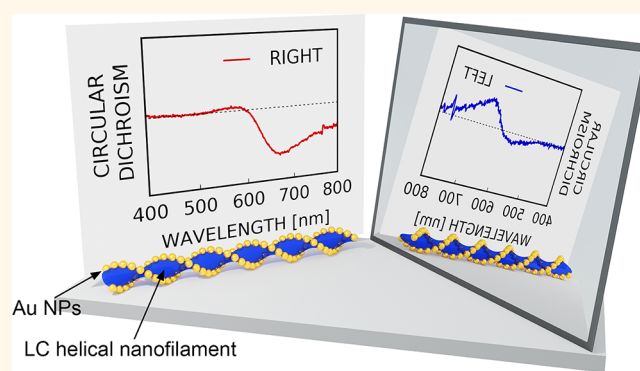 RIGHT
CIRCULAR
DICHROISM
400 500 600 700 800
WAVELENGTH [nm]
LEFT
CIRCULAR
DICHROISM
800 700 600 500 400
WAVELENGTH [nm]
Au NPs
LC helical nanofilament